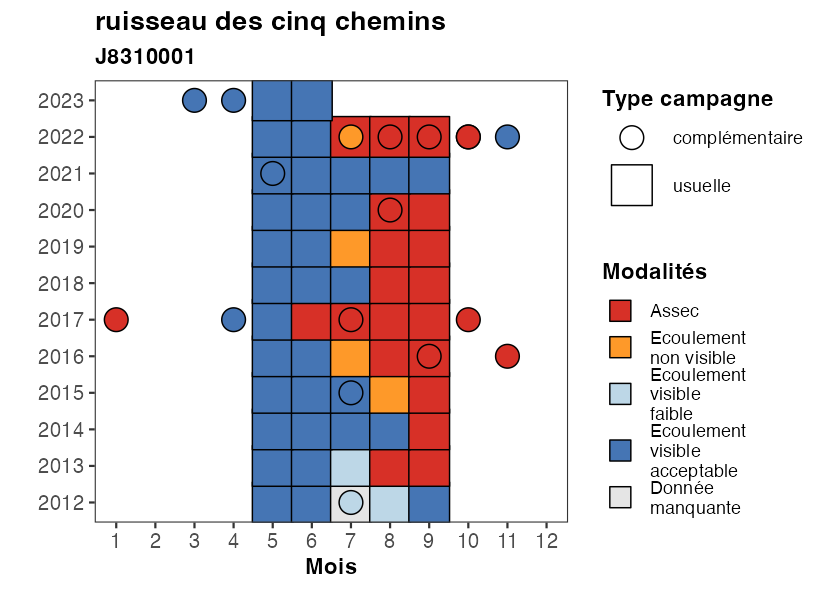 ruisseau des cinq chemins
J8310001
2023
2022
2021
2020
2019
2018
2017
2016
2015
2014
2013
2012
1 2 3 4 5 6 7 8 9 10 11 12
Mois
Type campagne
complémentaire
usuelle
Modalités
Assec
Ecoulement
non visible
Ecoulement
visible
faible
Ecoulement
visible
acceptable
Donnée
manquante